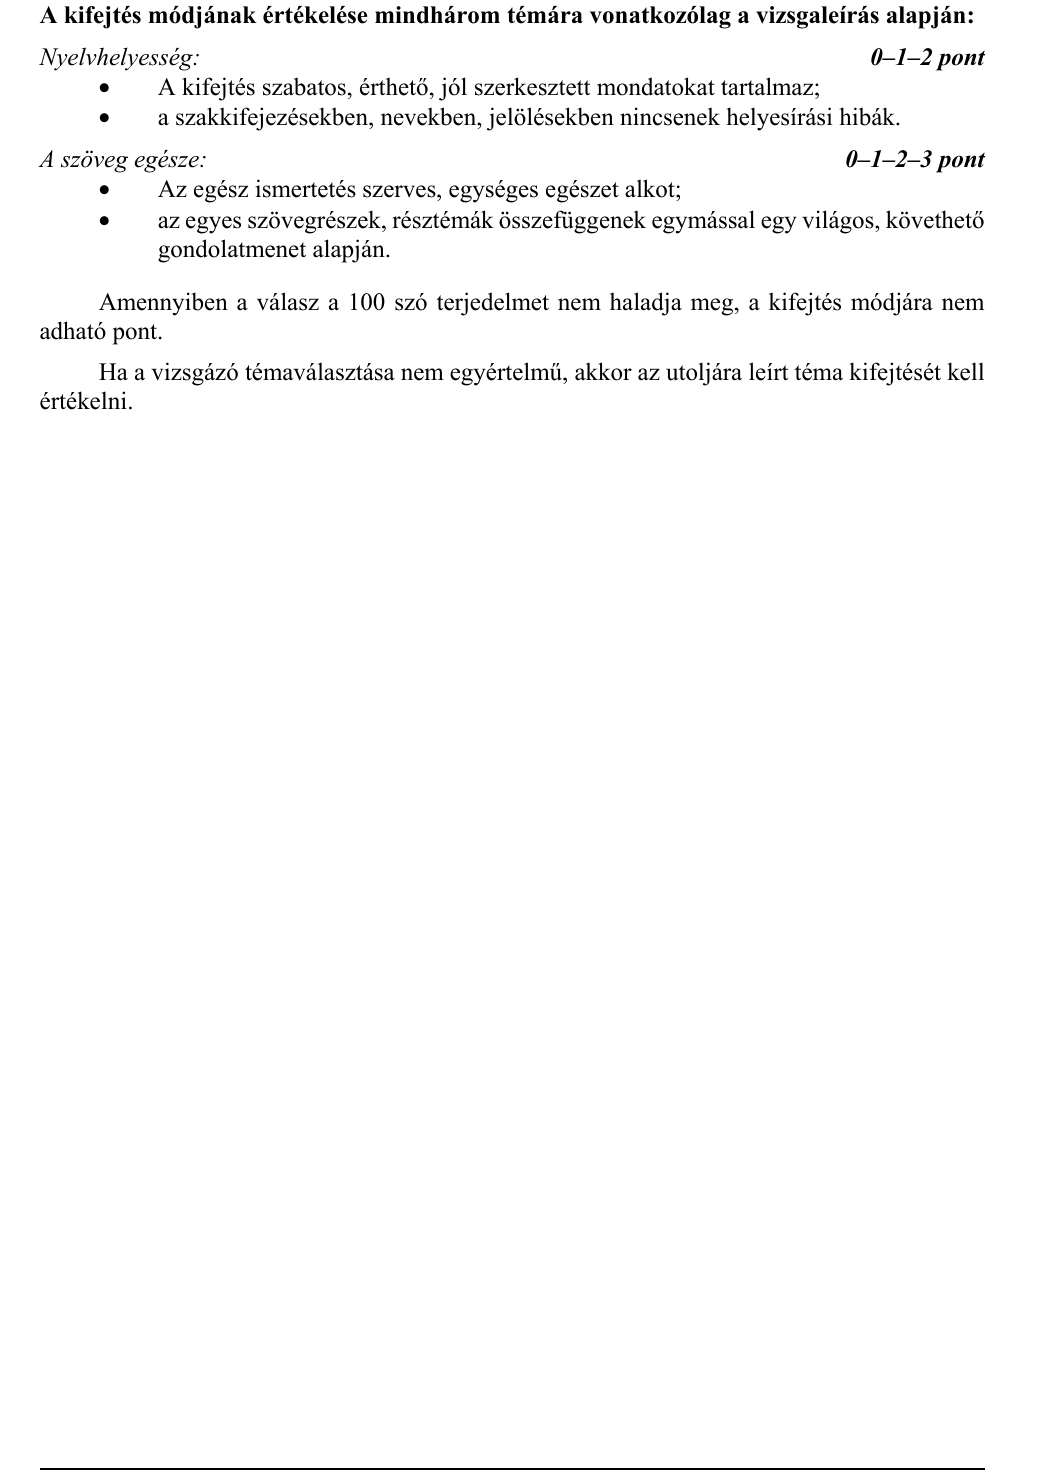 A kifejtés módjának értékelése mindhárom témára vonatkozólag a vizsgaleírás alapján:
Nyelvhelyesség: 0–1–2 pont
• A kifejtés szabatos, érthető, jól szerkesztett mondatokat tartalmaz;
• a szakkifejezésekben, nevekben, jelölésekben nincsenek helyesírási hibák.
A szöveg egésze: 0–1–2–3 pont
• Az egész ismertetés szerves, egységes egészet alkot;
• az egyes szövegrészek, résztémák összefüggenek egymással egy világos, követhető
gondolatmenet alapján.
Amennyiben a válasz a 100 szó terjedelmet nem haladja meg, a kifejtés módjára nem
adható pont.
Ha a vizsgázó témaválasztása nem egyértelmű, akkor az utoljára leírt téma kifejtését kell
értékelni.